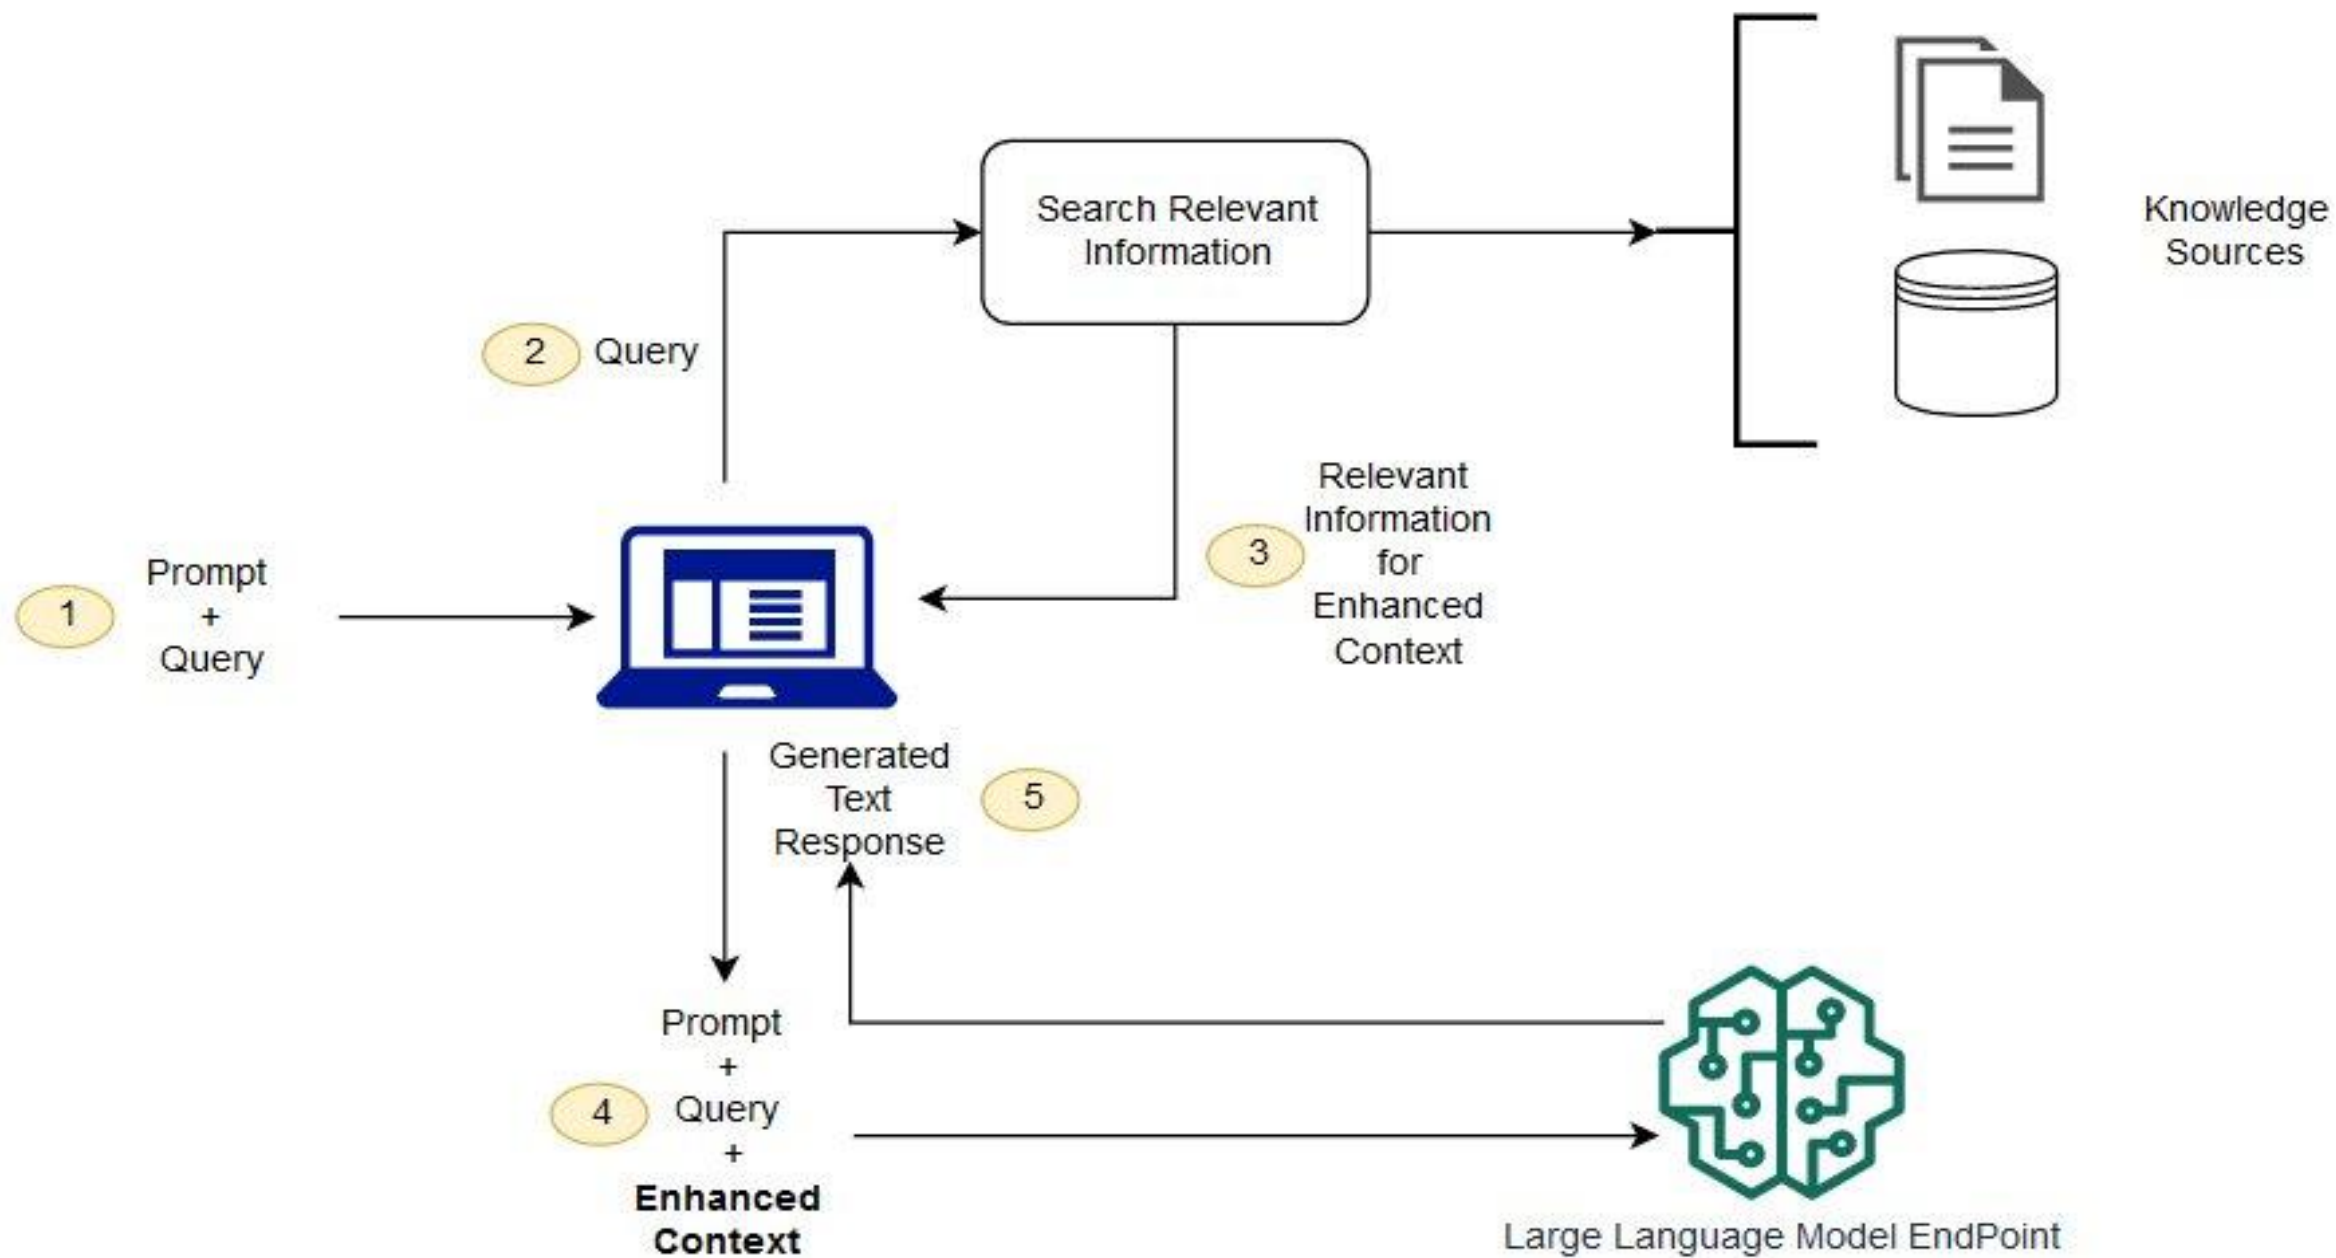 Search Relevant
Information
Knowledge
Sources
2 Query
Relevant
Information
3
for
Enhanced
Context
1
Prompt
+
Query
Generated
Text
Response
5
Prompt
+
4 Query
+
Enhanced
Context
Large Language Model EndPoint